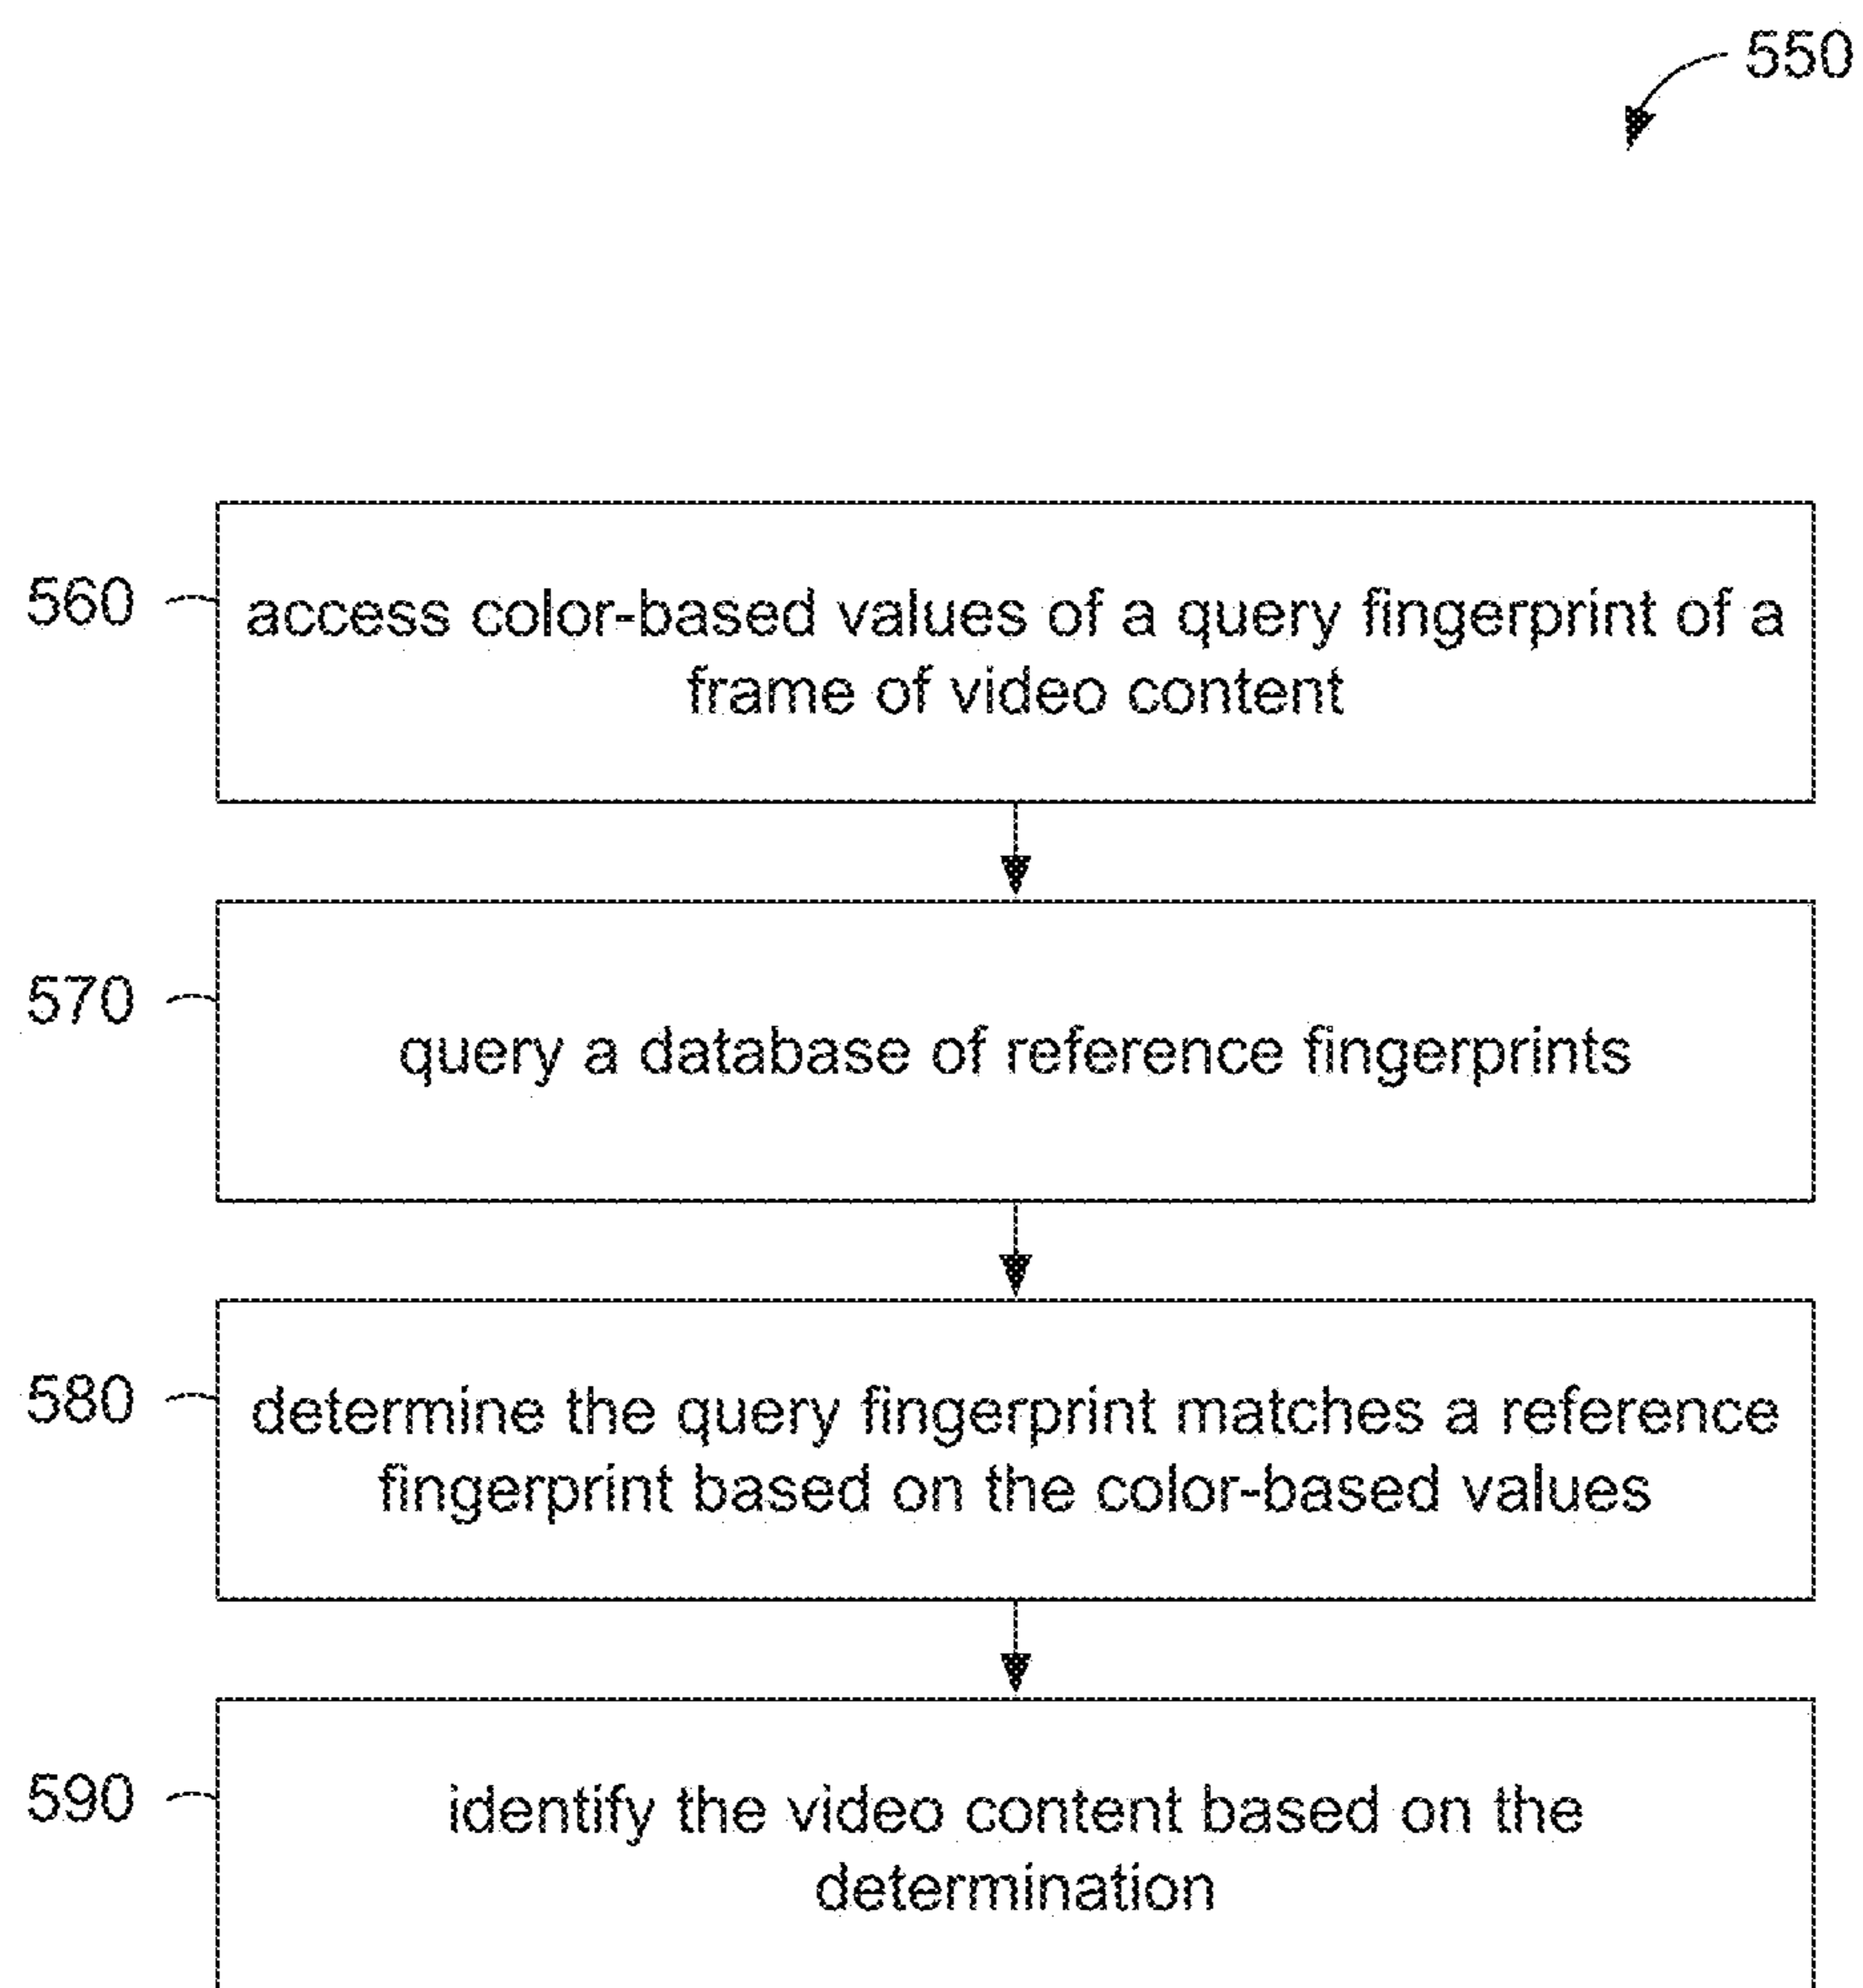 550
560
access color-based values of a query fingerprint of a
frame of video content
570
query a database of reference fingerprints
580
determine the query fingerprint matches a reference
fingerprint based on the color-based values
590
identify the video content based on the
determination